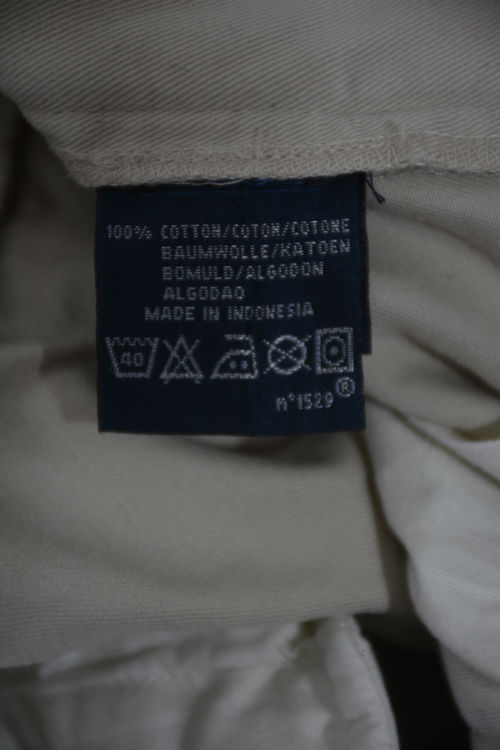 100% COTTON/COTON/COTONE
BAUMWOLLE/KATOEN
BOMULD/ALGODON
ALGODAO
MADE IN INDONESIA
40
n°1529®